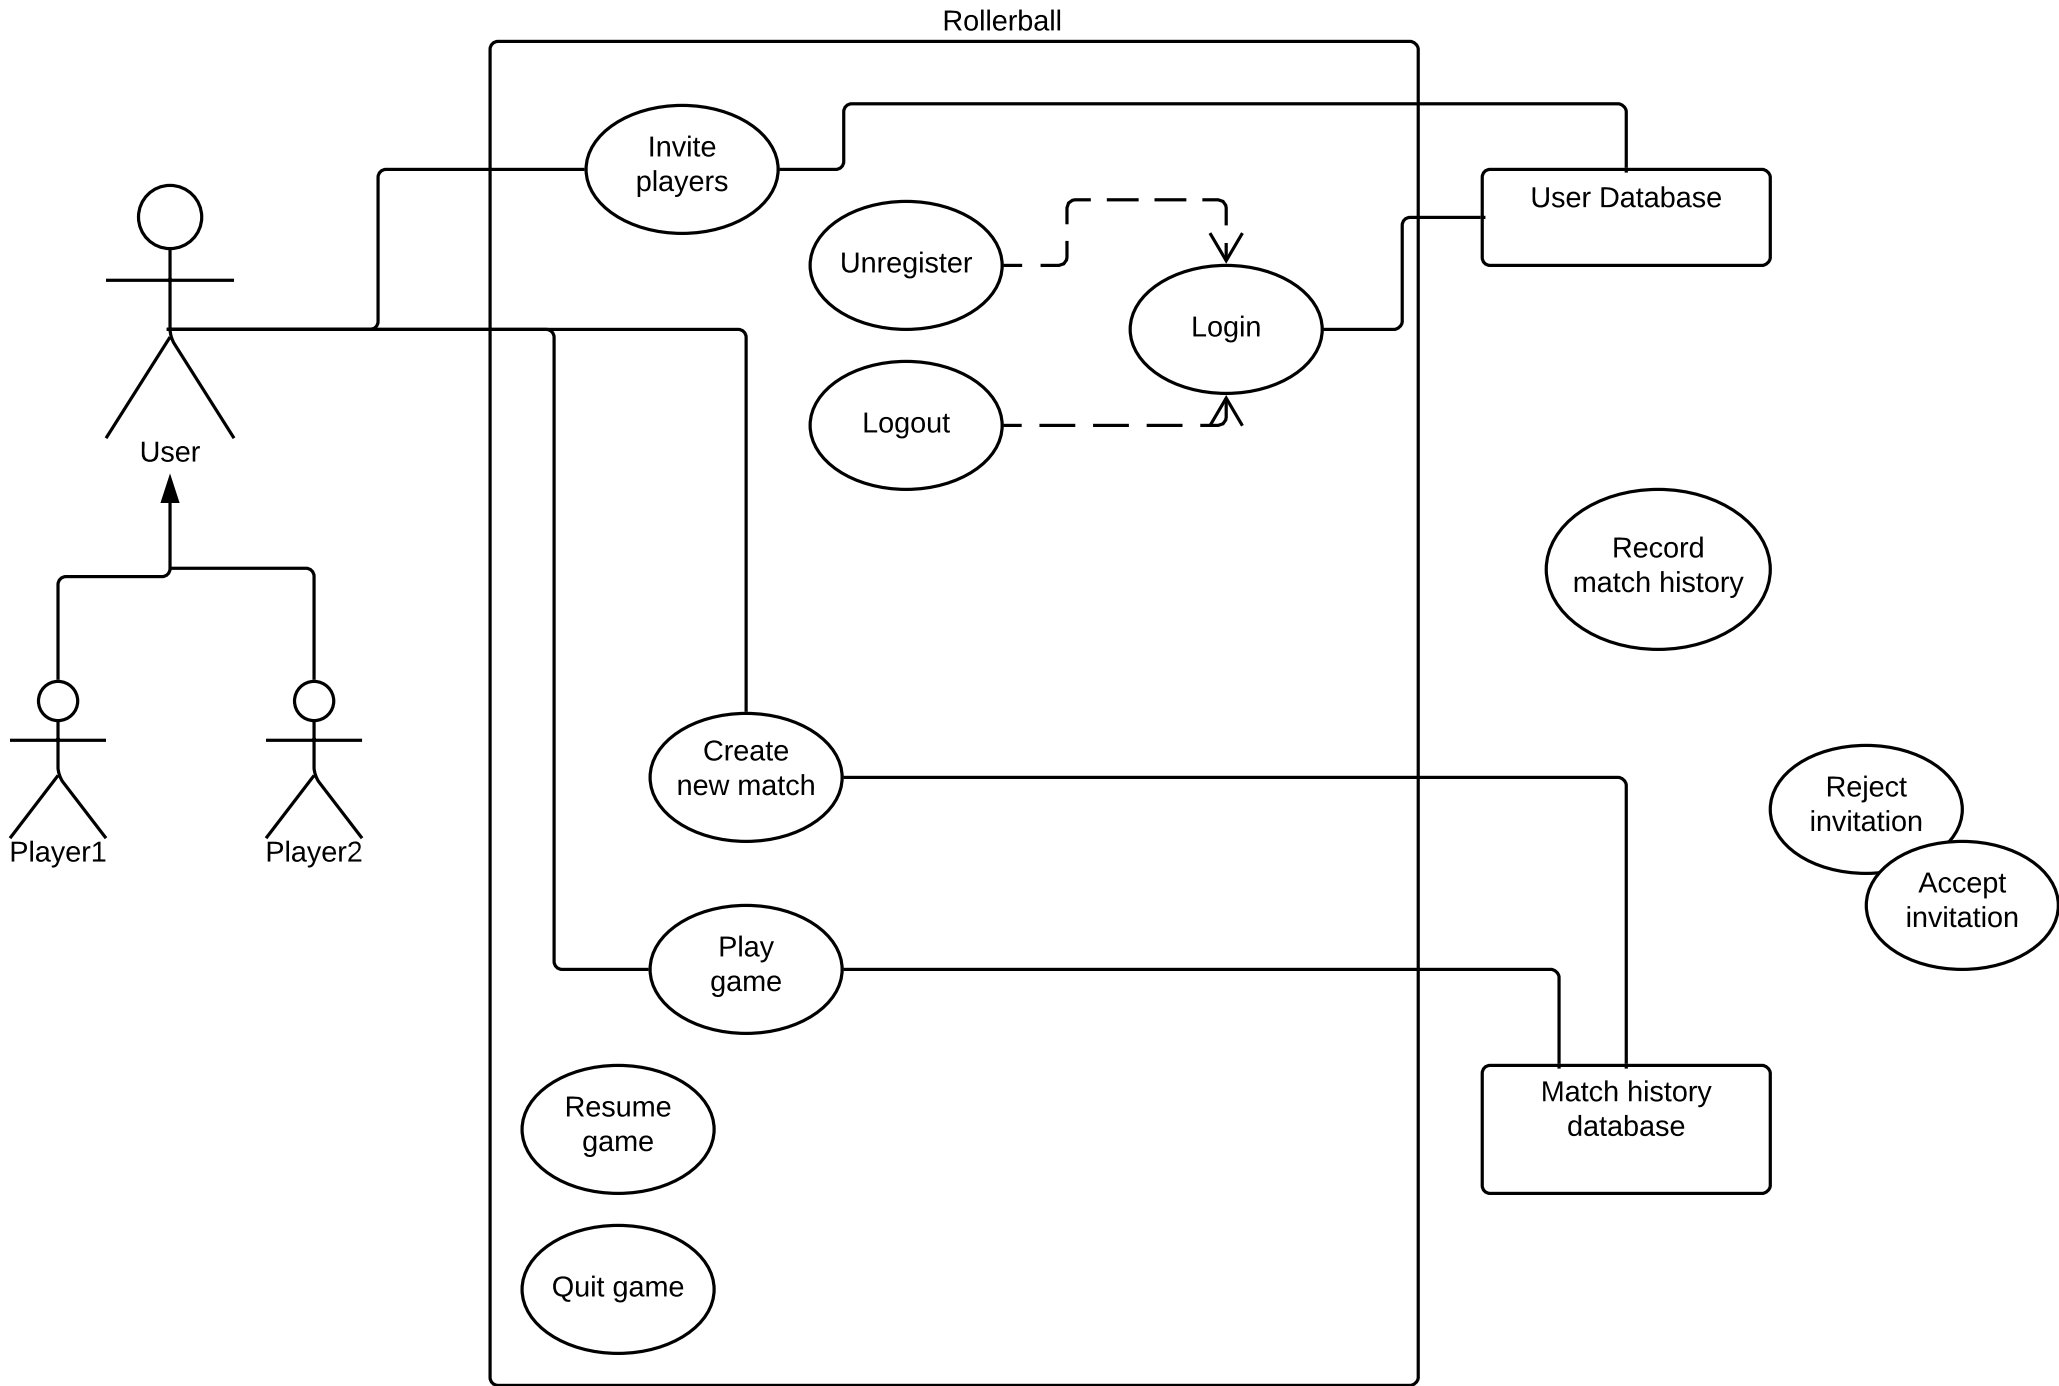 Rollerball
Invite
players
User Database
Unregister
Login
Logout
User
Record
match history
Create
new match
Reject
invitation
Player1
Player2
Accept
invitation
Play
game
Match history
database
Resume
game
Quit game